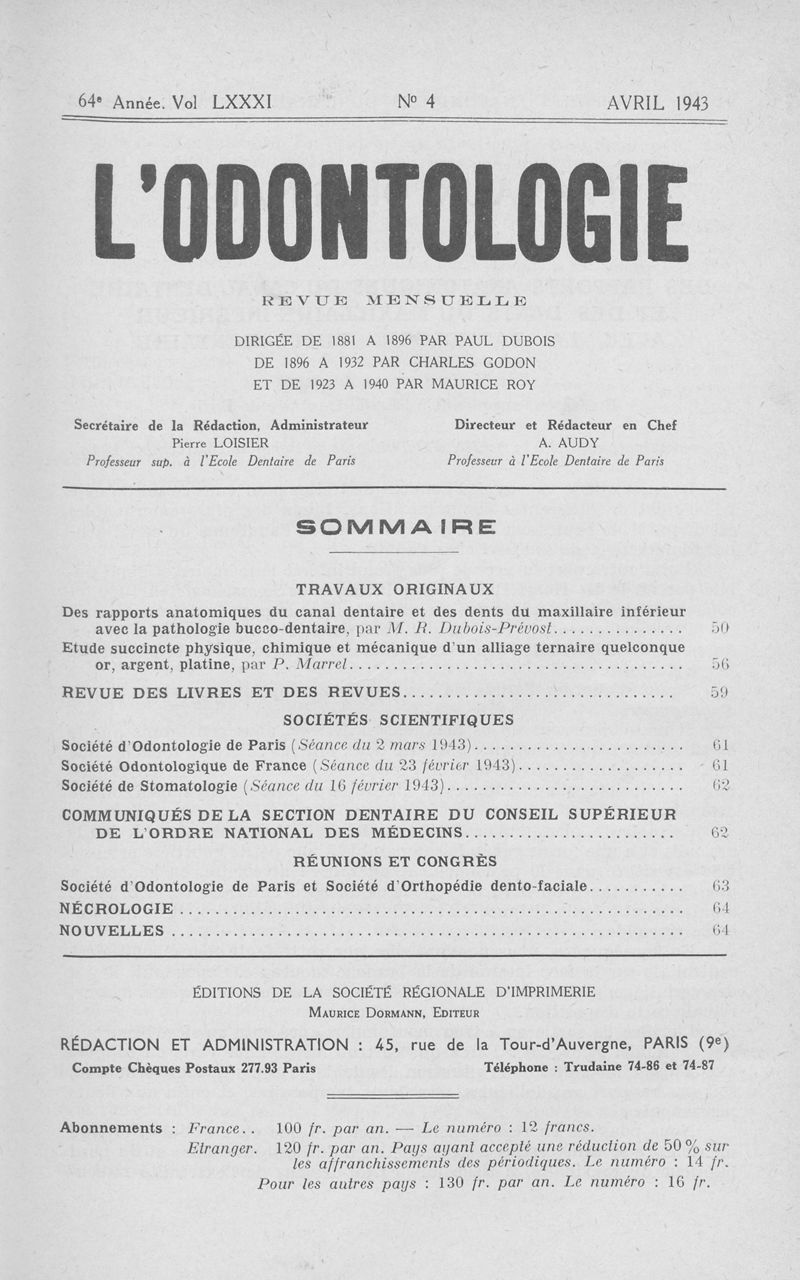 64e Année. Vol LXXXI No 4 AVRIL 1943
L'ODONTOLOGIE
REVUE MENSUELLE
DIRIGÉE DE 1881 A 1896 PAR PAUL DUBOIS
DE 1896 A 1932 PAR CHARLES GODON
ET DE 1923 A 1940 PAR MAURICE ROY
Secrétaire de la Rédaction, Administrateur
Pierre LOISIER
Professeur sup. à l'Ecole Dentaire de Paris
Directeur et Rédacteur en Chef
A. AUDY
Professeur à l'Ecole Dentaire de Paris
SOMMAIRE
TRAVAUX ORIGINAUX
Des rapports anatomiques du canal dentaire et des dents du maxillaire inférieur
avec la pathologie bucco-dentaire, par M. R. Dubois-Prévost............... 50
Etude succincte physique, chimique et mécanique d'un alliage ternaire quelconque
or, argent, platine, par P. Marrel...................................... 56
REVUE DES LIVRES ET DES REVUES............................... 59
SOCIÉTÉS SCIENTIFIQUES
Société d'Odontologie de Paris (Séance du 2 mars 1943)........................ 61
Société Odontologique de France (Séance du 23 février 1943)................... 61
Société de Stomatologie (Séance du 16 février 1943)........................... 62
COMMUNIQUÉS DE LA SECTION DENTAIRE DU CONSEIL SUPÉRIEUR
DE L'ORDRE NATIONAL DES MÉDECINS........................ 62
RÉUNIONS ET CONGRÈS
Société d'Odontologie de Paris et Société d'Orthopédie dento-faciale........... 63
NÉCROLOGIE ......................................................... 64
NOUVELLES .......................................................... 64
ÉDITIONS DE LA SOCIÉTÉ RÉGIONALE D'IMPRIMERIE
MAURICE DORMANN, EDITEUR
RÉDACTION ET ADMINISTRATION : 45, rue de la Tour-d'Auvergne, PARIS (9e)
Compte Chèques Postaux 277.93 Paris Téléphone : Trudaine 74-86 et 74-87
Abonnements : France.. 100 fr. par an. — Le numéro : 12 francs.
Etranger. 120 fr. par an. Pays ayant accepté une réduction de 50 % sur
les affranchissements des périodiques. Le numéro : 14 fr.
Pour les autres pays : 130 fr. par an. Le numéro : 16 fr.